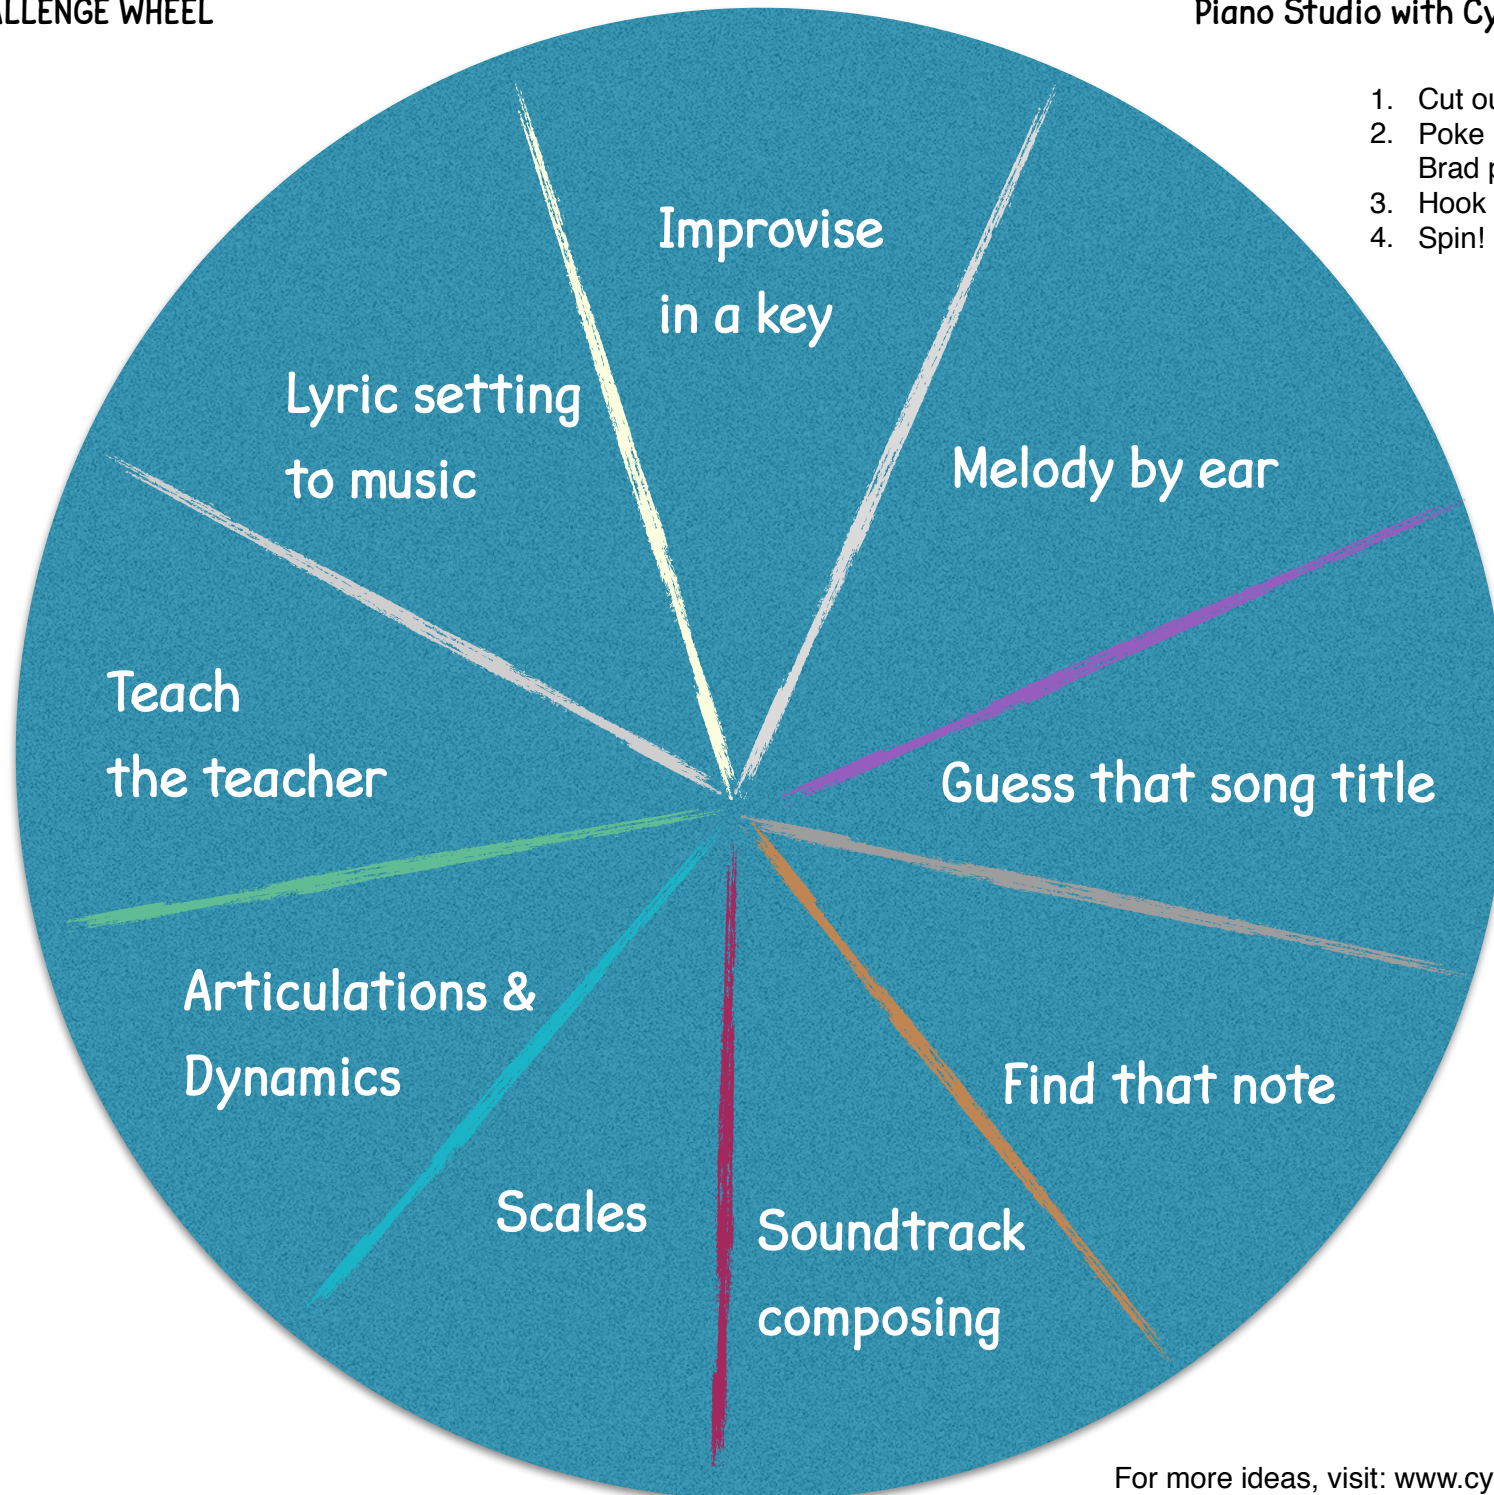 ALLENGE WHEEL
Piano Studio with Cy
1. Cut ou
2. Poke
Brad p
3. Hook
4. Spin!
Improvise
in a key
Lyric setting
to music
Melody by ear
Teach
the teacher
Guess that song title
Articulations &
Dynamics
Find that note
Scales
Soundtrack
composing
For more ideas, visit: www.cy